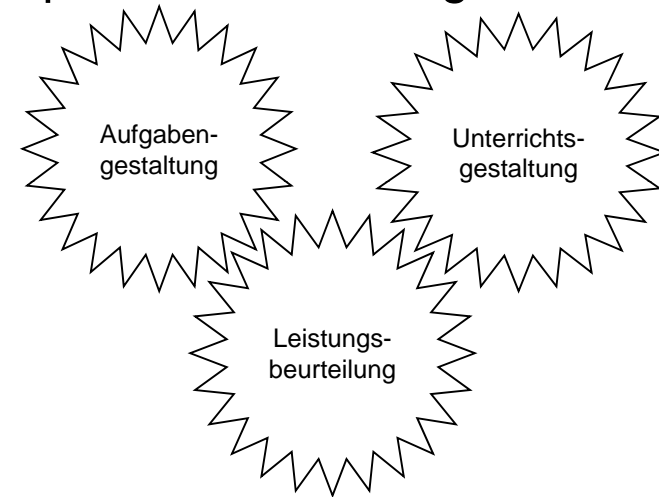 Aufgaben-
gestaltung
Unterrichts-
gestaltung
Leistungs-
beurteilung